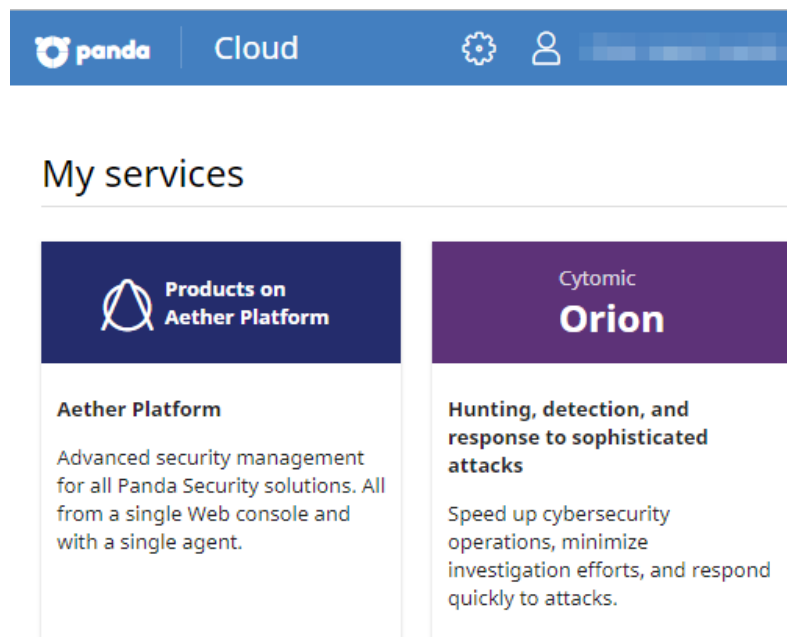 panda Cloud
My services
Products on
Aether Platform
Aether Platform
Advanced security management
for all Panda Security solutions. All
from a single Web console and
with a single agent.
Cytomic
Orion
Hunting, detection, and
response to sophisticated
attacks
Speed up cybersecurity
operations, minimize
investigation efforts, and respond
quickly to attacks.